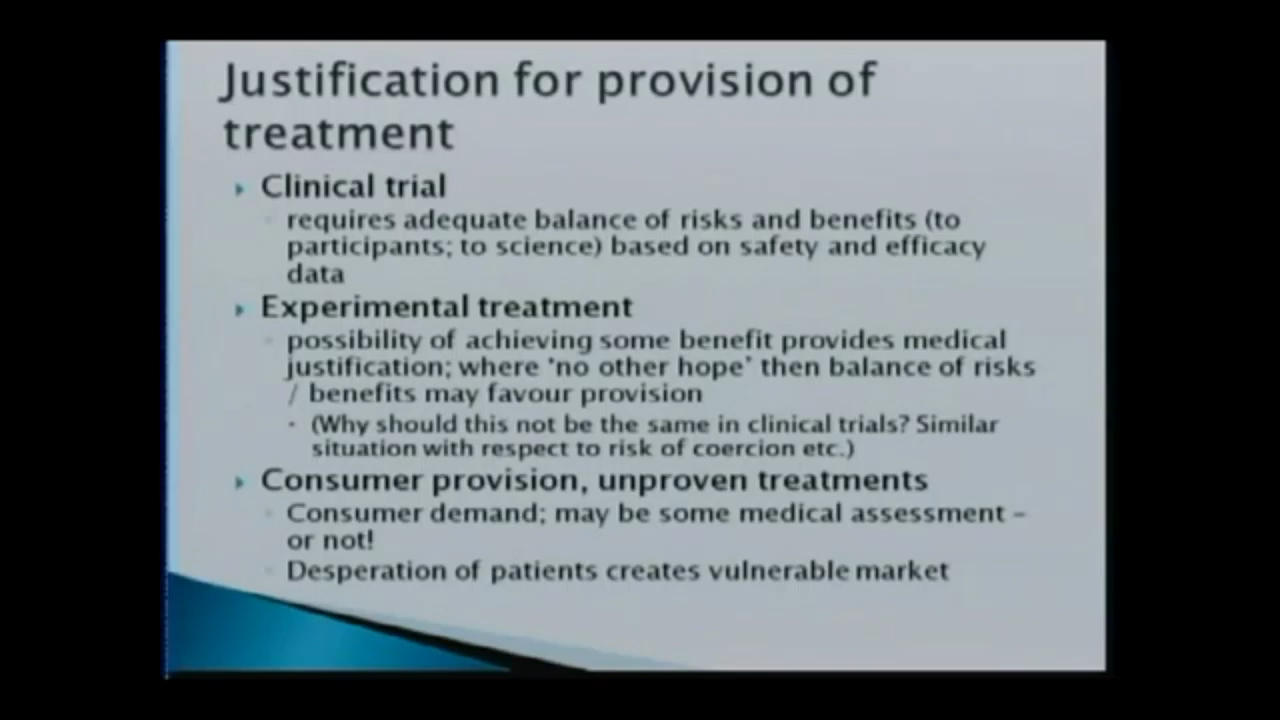 Justification for provision of
treatment
Clinical trial
requires adequate balance of risks and benefits (to
participants; to science) based on safety and efficacy
data
Experimental treatment
possibility of achieving some benefit provides medical
justification; where 'no other hope' then balance of risks
/ benefits may favour provision
(Why should this not be the same in clinical trials? Similar
situation with respect to risk of coercion etc.)
Consumer provision, unproven treatments
Consumer demand; may be some medical assessment –
or not!
Desperation of patients creates vulnerable market